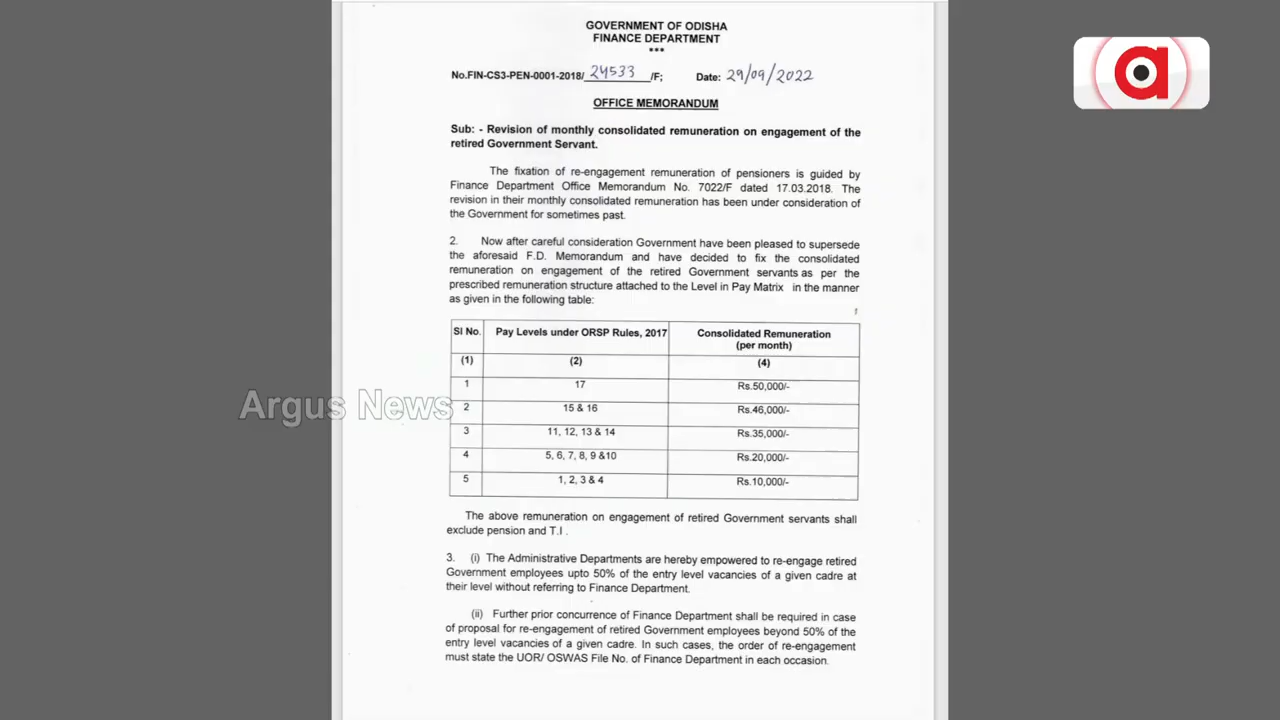 GOVERNMENT OF ODISHA
FINANCE DEPARTMENT
***
No.FIN-CS3-PEN-0001-2018/ 24533 /F; Date: 29/09/2022
OFFICE MEMORANDUM
Sub: - Revision of monthly consolidated remuneration on engagement of the
retired Government Servant.
The fixation of re-engagement remuneration of pensioners is guided by
Finance Department Office Memorandum No. 7022/F dated 17.03.2018. The
revision in their monthly consolidated remuneration has been under consideration of
the Government for sometimes past.
2. Now after careful consideration Government have been pleased to supersede
the aforesaid F.D. Memorandum and have decided to fix the consolidated
remuneration on engagement of the retired Government servants as per the
prescribed remuneration structure attached to the Level in Pay Matrix in the manner
as given in the following table:
Sl No. Pay Levels under ORSP Rules, 2017 Consolidated Remuneration
(per month)
(1) (2) (4)
1 17 Rs.50,000/-
2 15 & 16 Rs.46,000/-
3 11, 12, 13 & 14 Rs.35,000/-
4 5, 6, 7, 8, 9 &10 Rs.20,000/-
5 1, 2, 3 & 4 Rs.10,000/-
The above remuneration on engagement of retired Government servants shall
exclude pension and T.I .
3. (i) The Administrative Departments are hereby empowered to re-engage retired
Government employees upto 50% of the entry level vacancies of a given cadre at
their level without referring to Finance Department.
(ii) Further prior concurrence of Finance Department shall be required in case
of proposal for re-engagement of retired Government employees beyond 50% of the
entry level vacancies of a given cadre. In such cases, the order of re-engagement
must state the UOR/ OSWAS File No. of Finance Department in each occasion.
Argus News
a